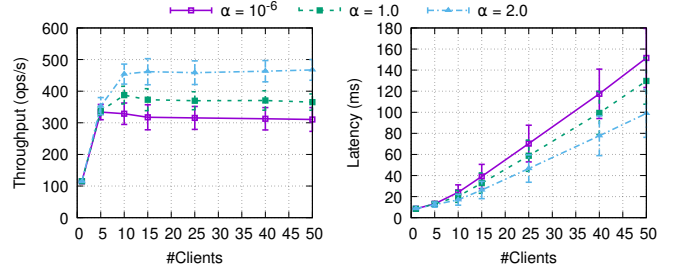 α = 10-6 α = 1.0 α = 2.0
Throughput (ops/s)
700
600
500
400
300
200
100
0
0 5 10 15 20 25 30 35 40 45 50
#Clients
Latency (ms)
180
160
140
120
100
80
60
40
20
0
0 5 10 15 20 25 30 35 40 45 50
#Clients